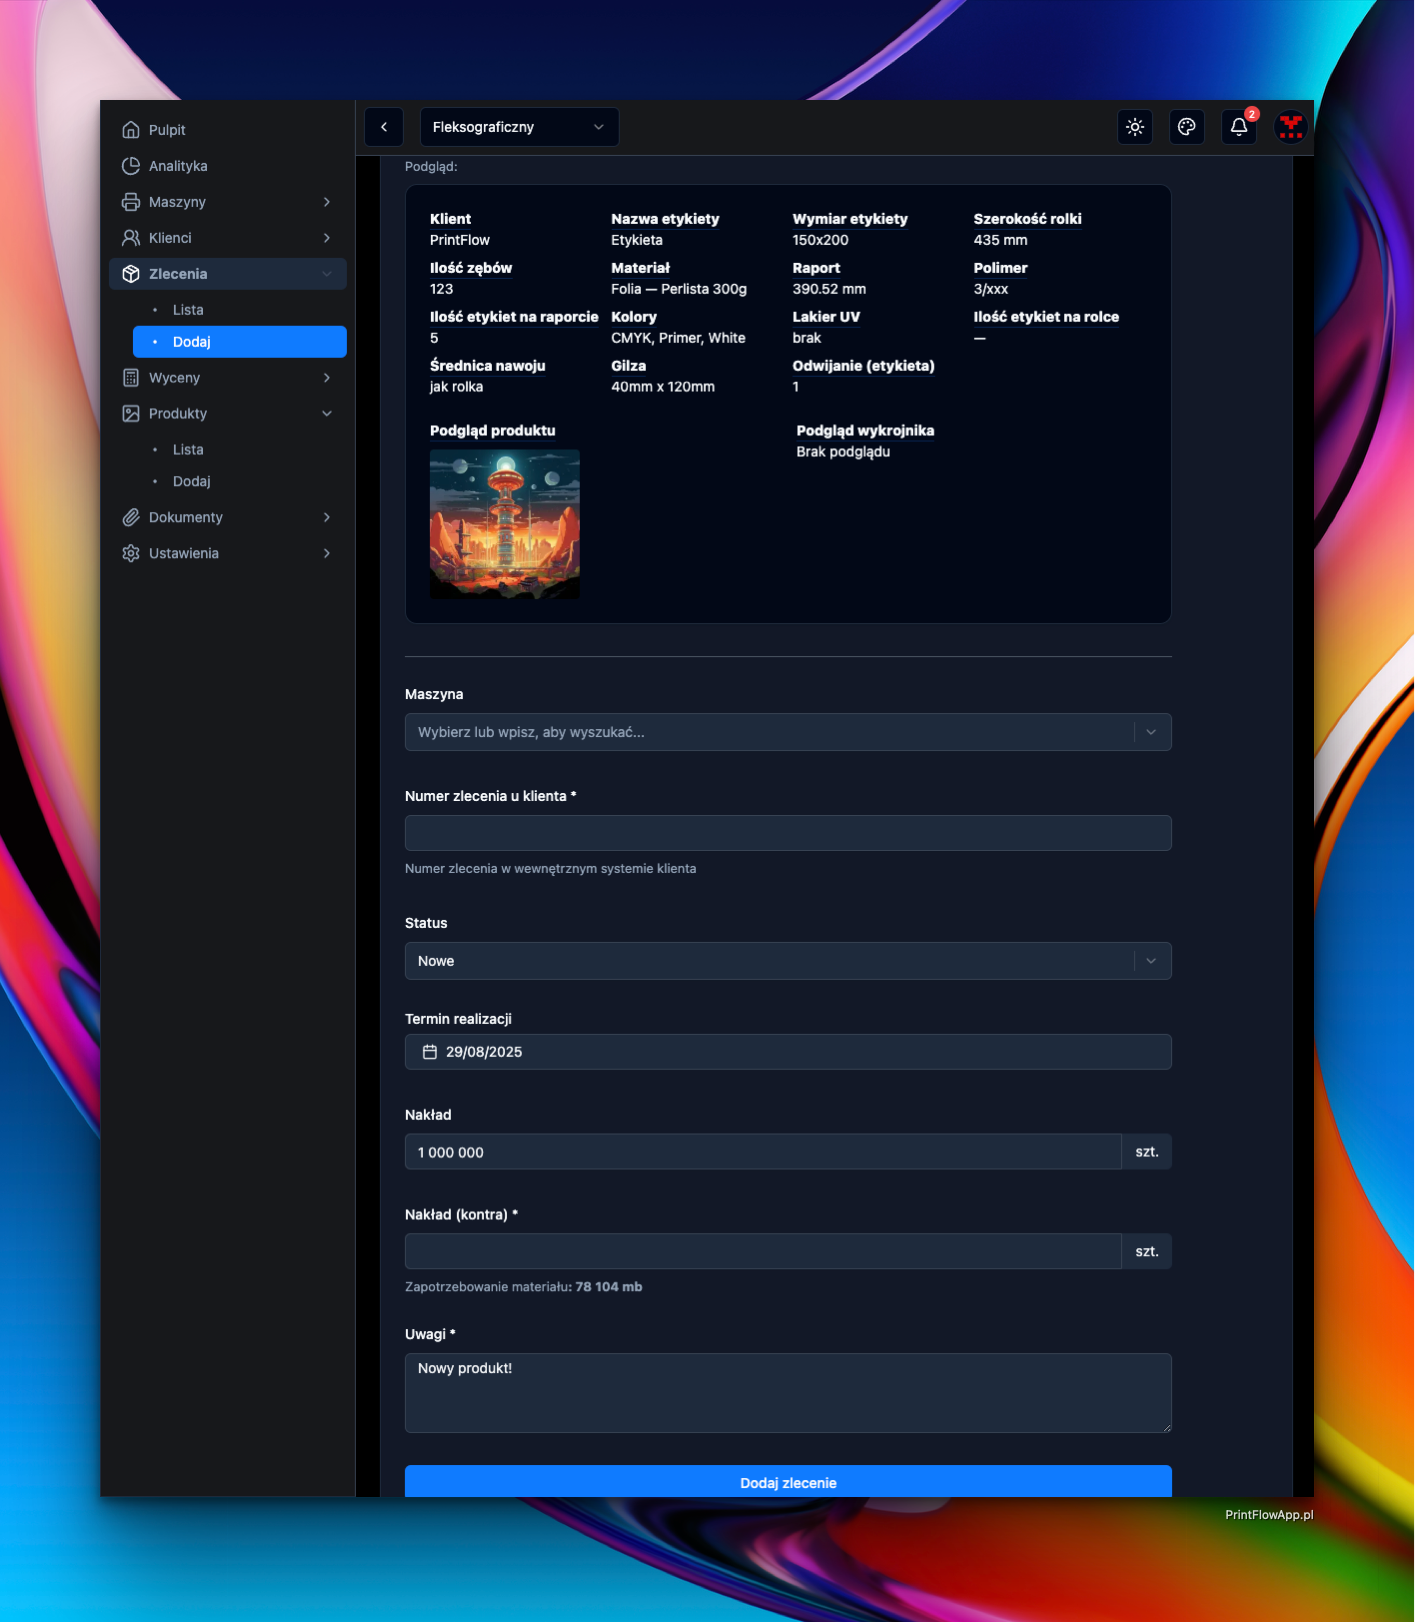 Pulpit
Analityka
Maszyny
Klienci
Zlecenia
Lista
Dodaj
Wyceny
Produkty
Lista
Dodaj
Dokumenty
Ustawienia
Fleksograficzny
2
Podgląd:
Klient
PrintFlow
Nazwa etykiety
Etykieta
Wymiar etykiety
150x200
Szerokość rolki
435 mm
Ilość zębów
123
Materiał
Folia — Perlista 300g
Raport
390.52 mm
Polimer
3/xxx
Ilość etykiet na raporcie
5
Kolory
CMYK, Primer, White
Lakier UV
brak
Ilość etykiet na rolce
—
Średnica nawoju
jak rolka
Gilza
40mm x 120mm
Odwijanie (etykieta)
1
Podgląd produktu
Podgląd wykrojnika
Brak podglądu
Maszyna
Wybierz lub wpisz, aby wyszukać...
Numer zlecenia u klienta *
Numer zlecenia w wewnętrznym systemie klienta
Status
Nowe
Termin realizacji
29/08/2025
Nakład
1 000 000
szt.
Nakład (kontra) *
szt.
Zapotrzebowanie materiału: 78 104 mb
Uwagi *
Nowy produkt!
Dodaj zlecenie
PrintFlowApp.pl